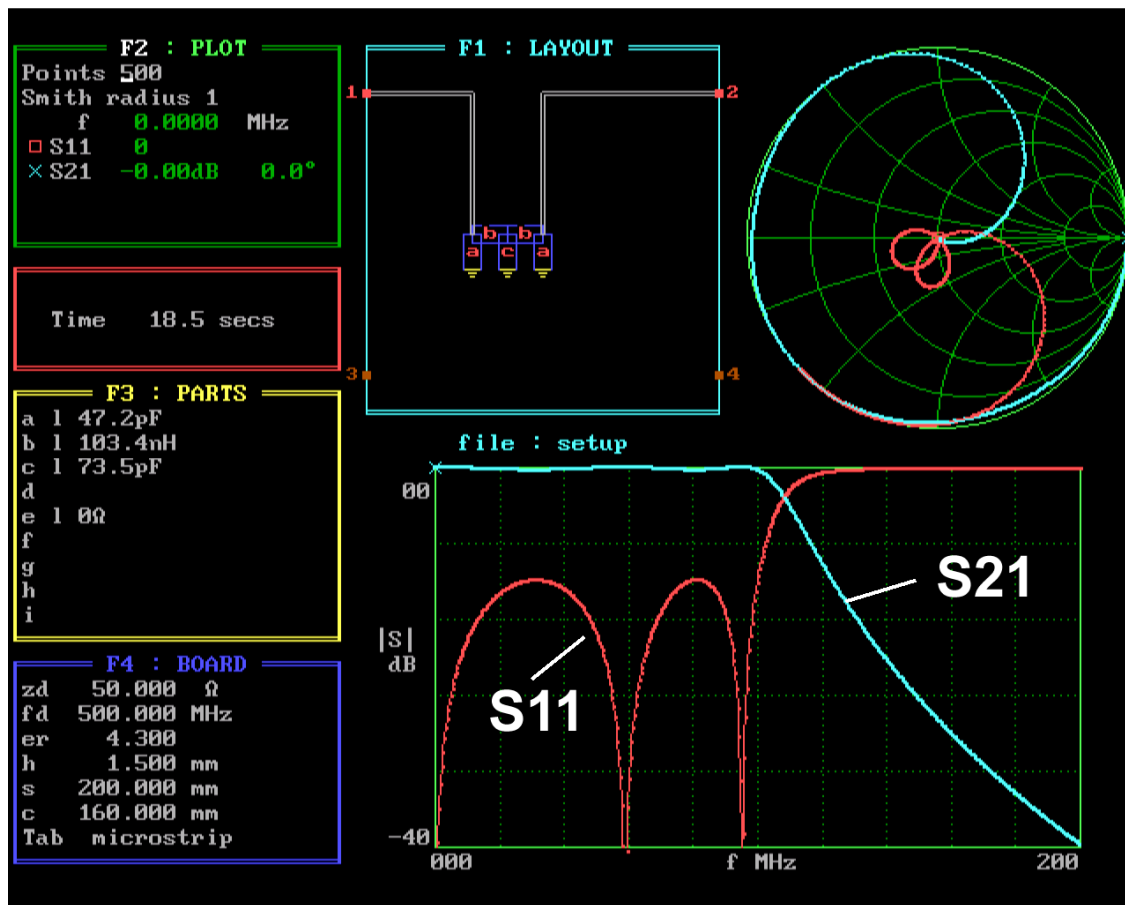 F2 : PLOT
Points 500
Smith radius 1
f 0.0000 MHz
S11 0
× S21 -0.00dB 0.0°
Time 18.5 secs
F3 : PARTS
a l 47.2pF
b l 103.4nH
c l 73.5pF
d
e l 0Ω
f
g
h
i
F4 : BOARD
zd 50.000 Ω
fd 500.000 MHz
er 4.300
h 1.500 mm
s 200.000 mm
c 160.000 mm
Tab microstrip
F1 : LAYOUT
1 2
b b
a c a
3 4
file : setup
00
|S|
dB
-40
000 f MHz 200
S11
S21